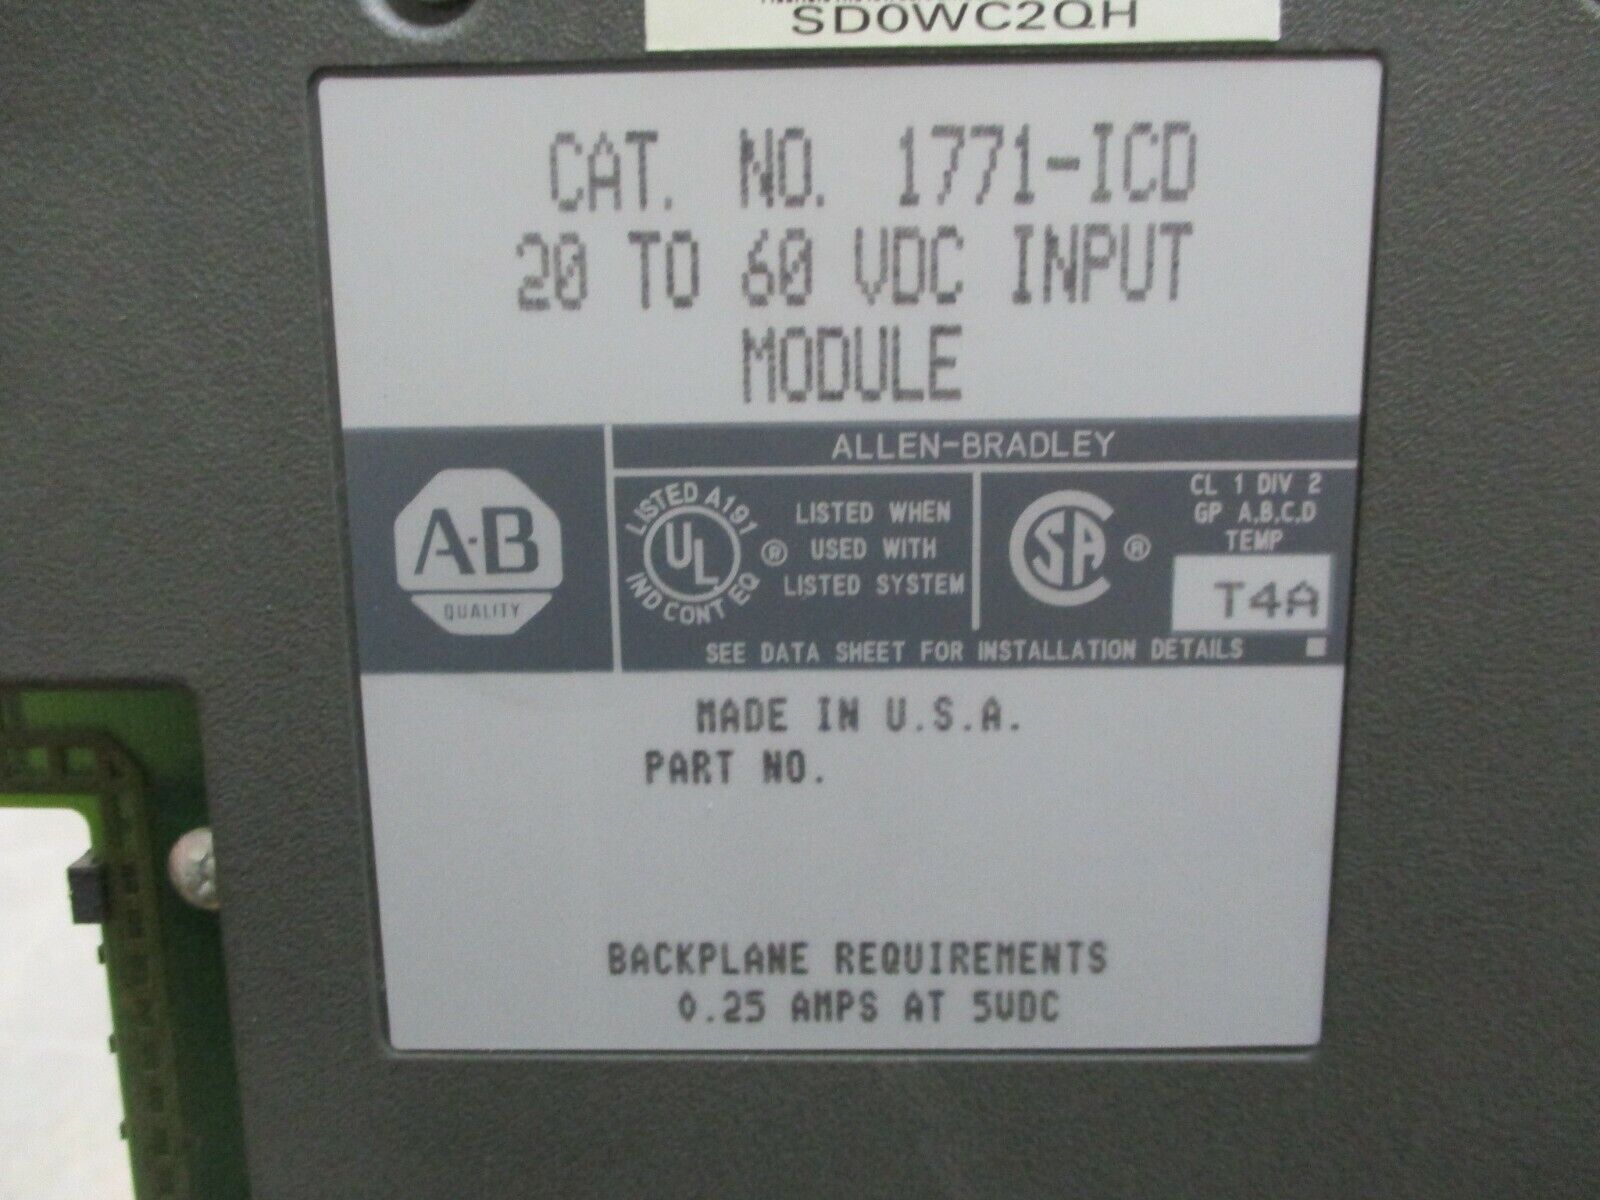 SD0WC2QH
CAT. NO. 1771-ICD
20 TO 60 VDC INPUT
MODULE
ALLEN-BRADLEY
A-B
QUALITY
LISTED A191
UL
IND CONT EQ
®
LISTED WHEN
USED WITH
LISTED SYSTEM
CSA
®
CL 1 DIV 2
GP A,B,C,D
TEMP
T4A
SEE DATA SHEET FOR INSTALLATION DETAILS
MADE IN U.S.A.
PART NO.
BACKPLANE REQUIREMENTS
0.25 AMPS AT 5VDC